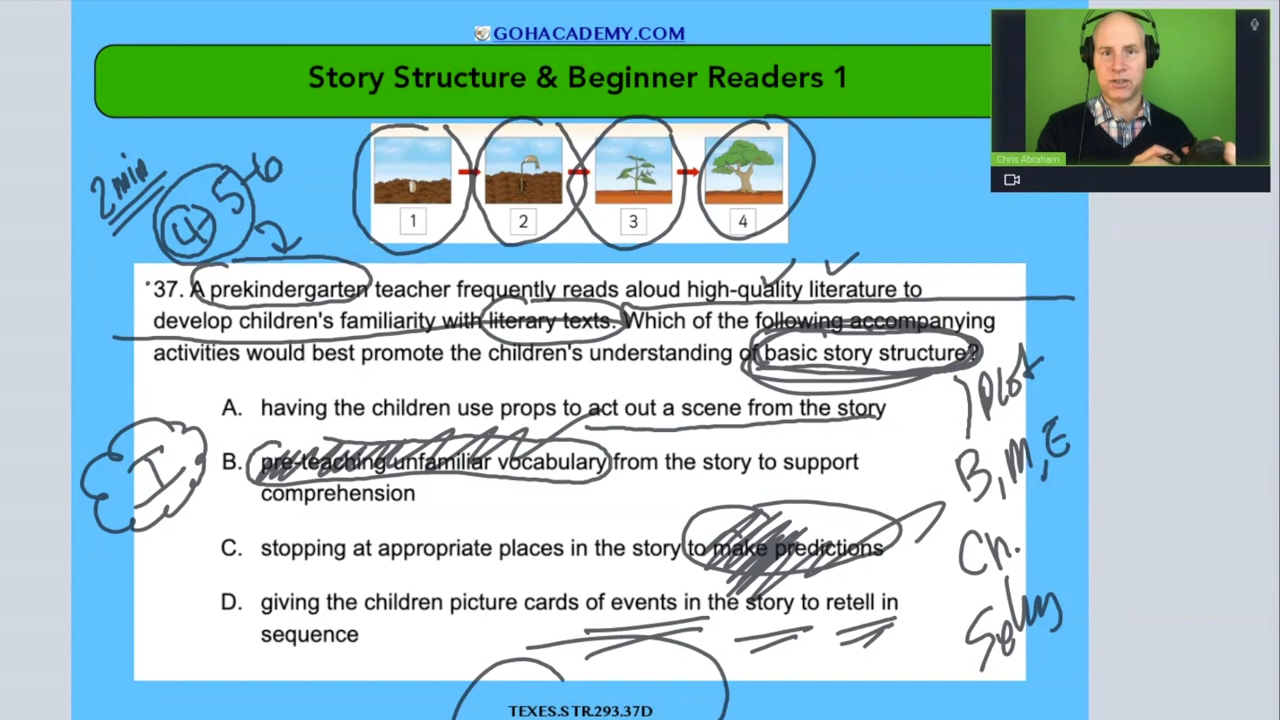 GOHACADEMY.COM
Story Structure & Beginner Readers 1
Chris Abraham
1
2
3
4
2 min
4 5-6
37. A prekindergarten teacher frequently reads aloud high-quality literature to
develop children's familiarity with literary texts. Which of the following accompanying
activities would best promote the children's understanding of basic story structure?
A. having the children use props to act out a scene from the story
B. pre-teaching unfamiliar vocabulary from the story to support
comprehension
C. stopping at appropriate places in the story to make predictions
D. giving the children picture cards of events in the story to retell in
sequence
Plot
B, M, E
Ch.
I
TEXES.STR.293.37D